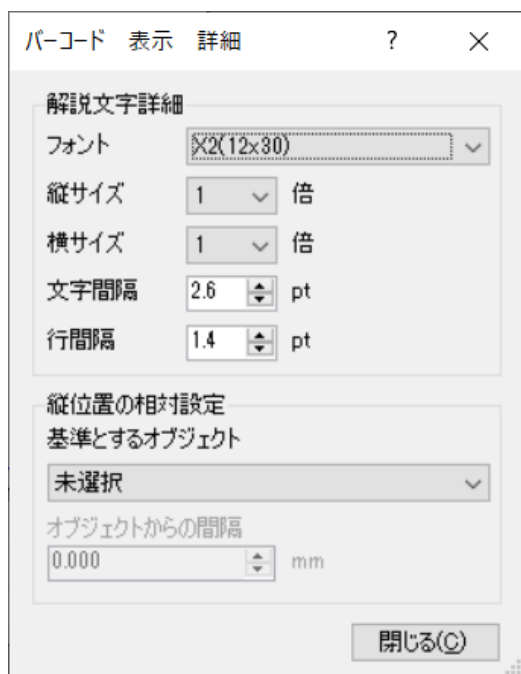 バーコード 表示 詳細 ?
解説文字詳細
フォント X2(12x30)
縦サイズ 1 倍
横サイズ 1 倍
文字間隔 2.6 pt
行間隔 1.4 pt
縦位置の相対設定
基準とするオブジェクト
未選択
オブジェクトからの間隔
0.000 mm
閉じる(C)